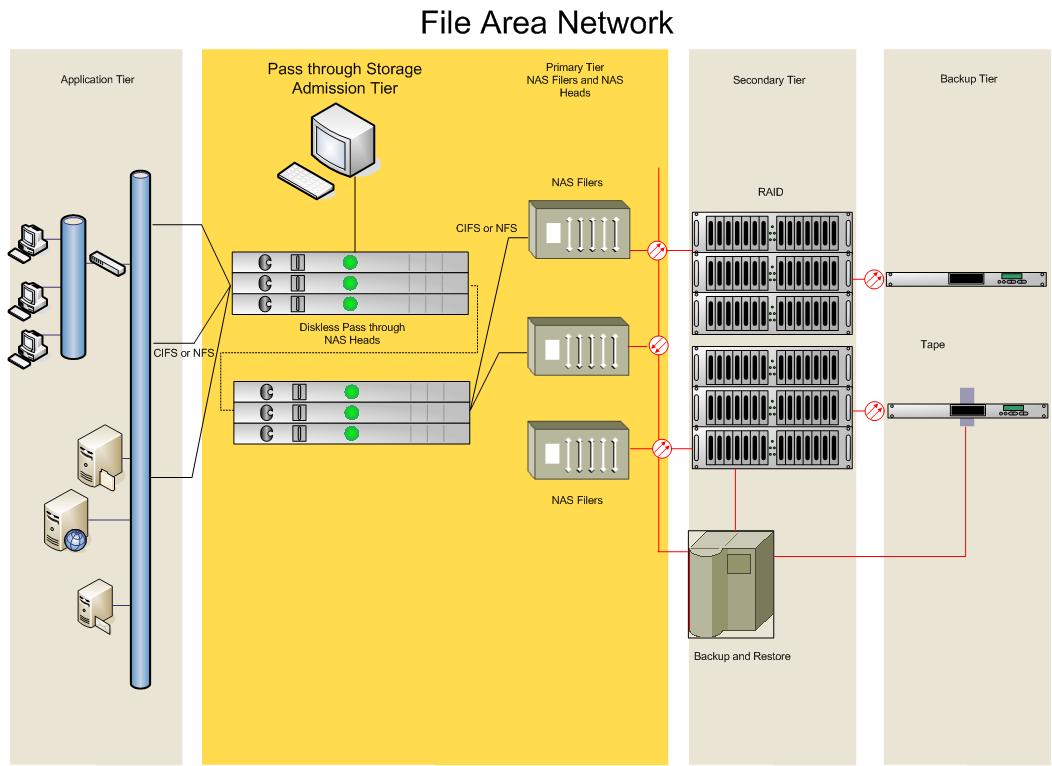 File Area Network
Application Tier
Pass through Storage
Admission Tier
Primary Tier
NAS Filers and NAS
Heads
Secondary Tier
Backup Tier
NAS Filers
RAID
CIFS or NFS
Diskless Pass through
NAS Heads
CIFS or NFS
Tape
NAS Filers
Backup and Restore